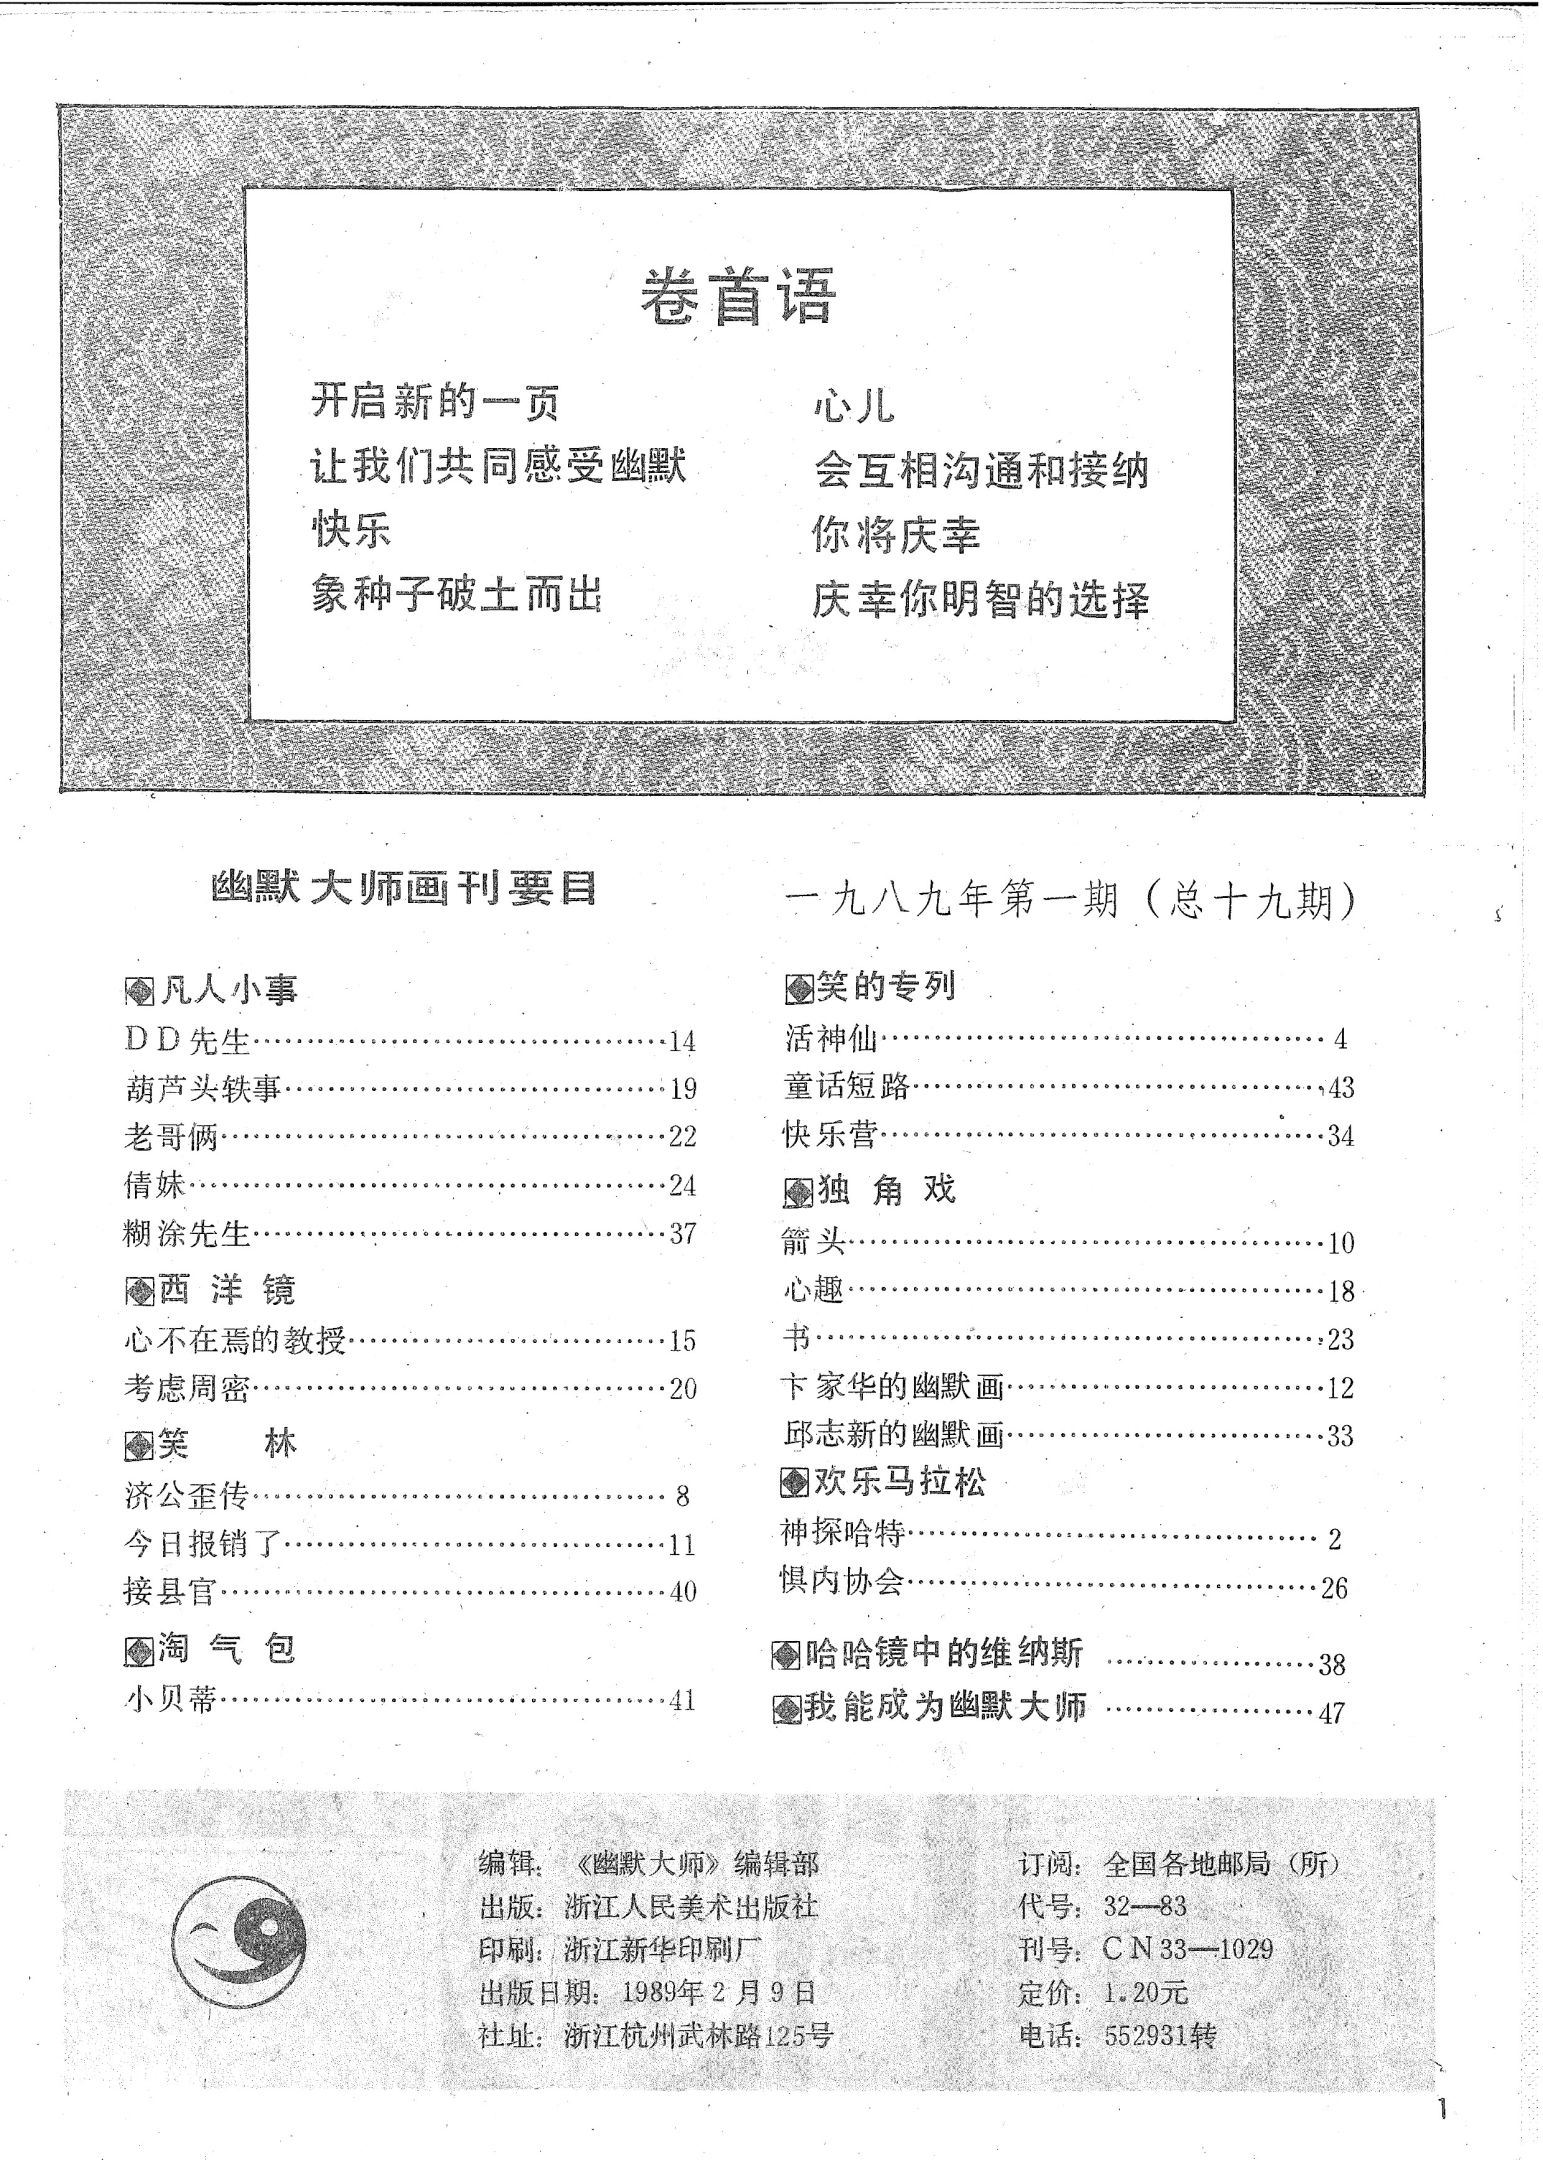 卷首语
开启新的一页
让我们共同感受幽默
快乐
象种子破土而出
心儿
会互相沟通和接纳
你将庆幸
庆幸你明智的选择
幽默大师画刊要目
一九八九年第一期（总十九期）
凡人小事
DD先生……14
葫芦头轶事……19
老哥俩……22
倩妹……24
糊涂先生……37
西洋镜
心不在焉的教授……15
考虑周密……20
笑林
济公歪传……8
今日报销了……11
接县官……40
淘气包
小贝蒂……41
笑的专列
活神仙……4
童话短路……43
快乐营……34
独角戏
箭头……10
心趣……18
书……23
卞家华的幽默画……12
邱志新的幽默画……33
欢乐马拉松
神探哈特……2
惧内协会……26
哈哈镜中的维纳斯……38
我能成为幽默大师……47
编辑：《幽默大师》编辑部
出版：浙江人民美术出版社
印刷：浙江新华印刷厂
出版日期：1989年2月9日
社址：浙江杭州武林路125号
订阅：全国各地邮局（所）
代号：32—83
刊号：CN33—1029
定价：1.20元
电话：552931转
1